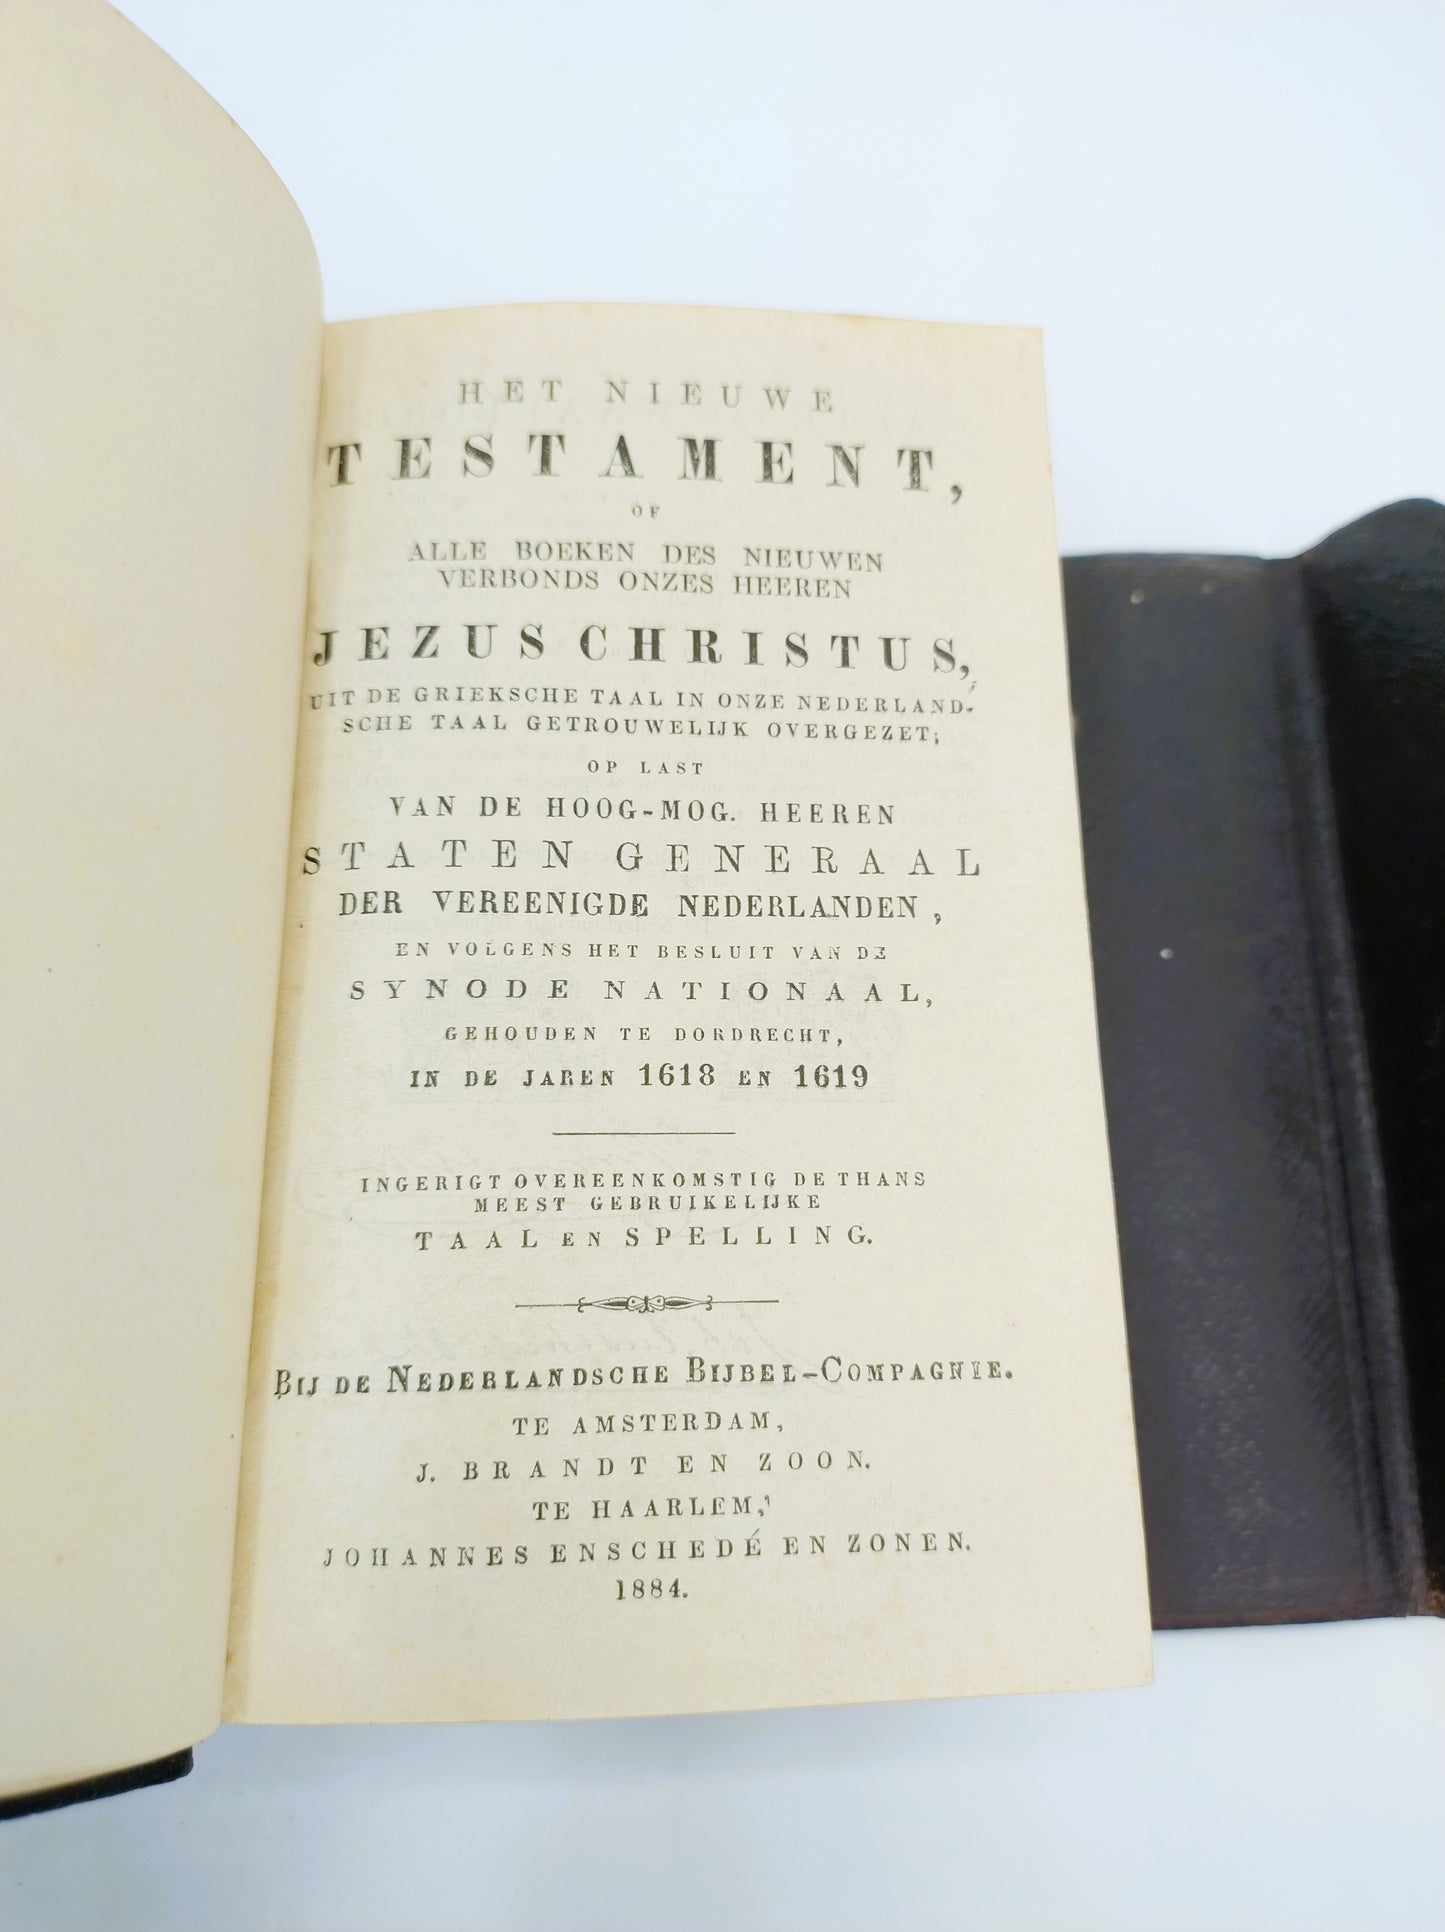 HET NIEUWE
TESTAMENT,
OF
ALLE BOEKEN DES NIEUWEN
VERBONDS ONZES HEEREN
JEZUS CHRISTUS,
UIT DE GRIEKSCHE TAAL IN ONZE NEDERLAND-
SCHE TAAL GETROUWELIJK OVERGEZET;
OP LAST
VAN DE HOOG-MOG. HEEREN
STATEN GENERAAL
DER VEREENIGDE NEDERLANDEN,
EN VOLGENS HET BESLUIT VAN DE
SYNODE NATIONAAL,
GEHOUDEN TE DORDRECHT,
IN DE JAREN 1618 EN 1619
INGERIGT OVEREENKOMSTIG DE THANS
MEEST GEBRUIKELIJKE
TAAL EN SPELLING.
BIJ DE NEDERLANDSCHE BIJBEL-COMPAGNIE.
TE AMSTERDAM,
J. BRANDT EN ZOON.
TE HAARLEM,
JOHANNES ENSCHEDÉ EN ZONEN.
1884.